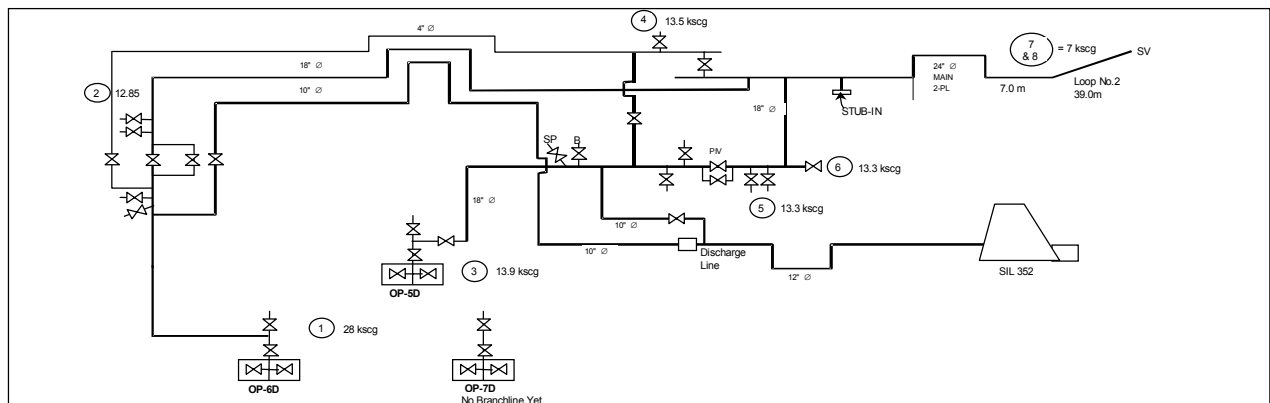 4" Ø
4
13.5 kscg
7
& 8
= 7 kscg
SV
18" Ø
24" Ø
MAIN
2-PL
7.0 m
Loop No.2
39.0m
2
12.85
10" Ø
18" Ø
STUB-IN
SP
B
PIV
6
13.3 kscg
18" Ø
5
13.3 kscg
10" Ø
10" Ø
Discharge
Line
12" Ø
SIL 352
3
13.9 kscg
OP-5D
1
28 kscg
OP-6D
OP-7D
No Branchline Yet